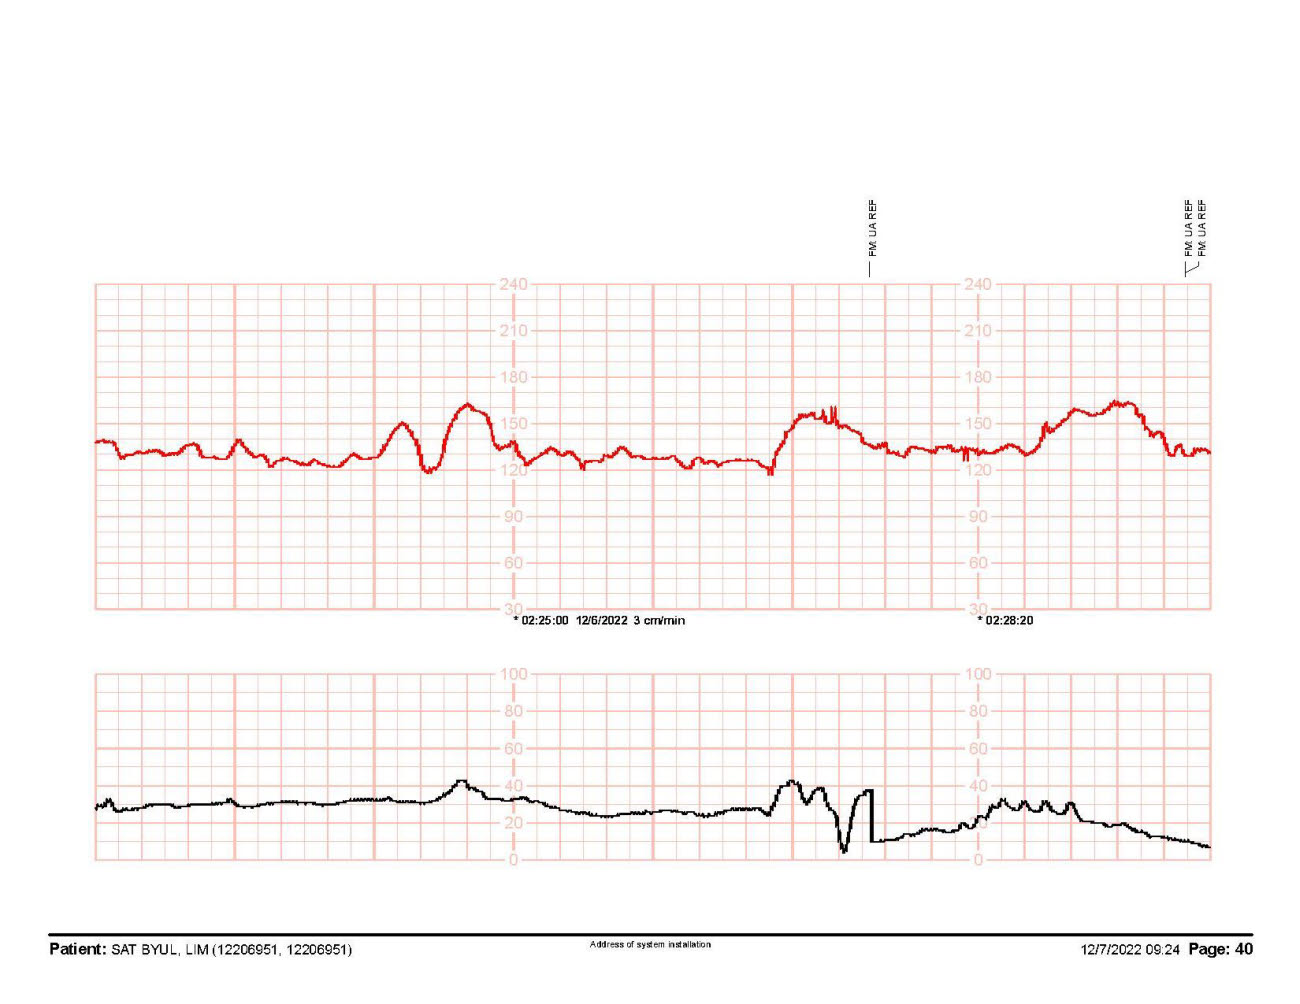 FM: UA REF
FM: UA REF
FM: UA REF
240 240
210 210
180 180
150 150
120 120
90 90
60 60
30 30
* 02:25:00 12/6/2022 3 cm/min * 02:28:20
100 100
80 80
60 60
40 40
20 20
0 0
Patient: SAT BYUL, LIM (12206951, 12206951) Address of system installation 12/7/2022 09:24 Page: 40